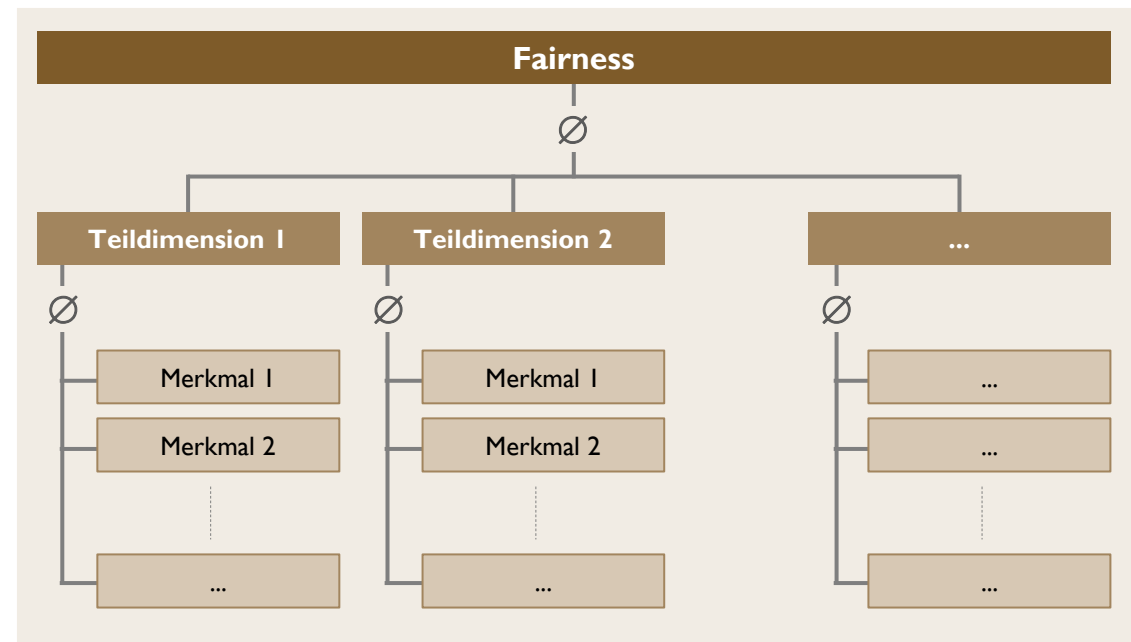 Fairness
∅
Teildimension 1
Teildimension 2
...
∅
∅
∅
Merkmal 1
Merkmal 1
...
Merkmal 2
Merkmal 2
...
...
...
...